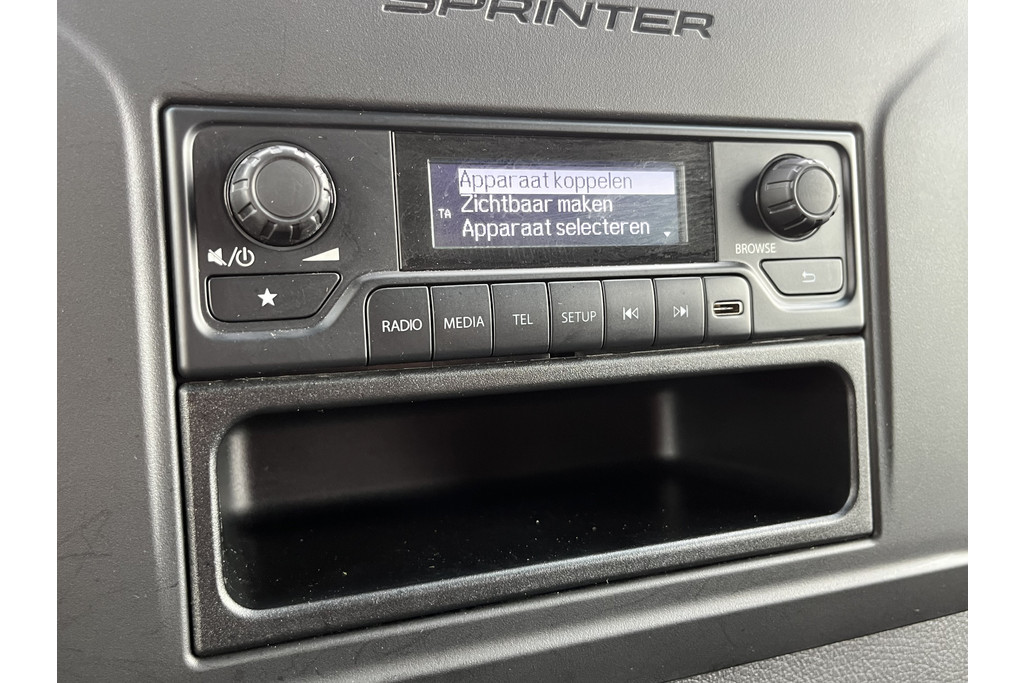 SPRINTER
Apparaat koppelen
Zichtbaar maken
TA
Apparaat selecteren
BROWSE
RADIO
MEDIA
TEL
SETUP